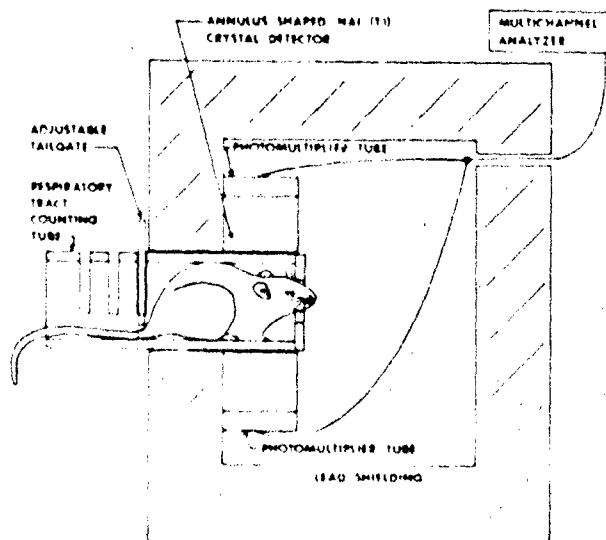 ANNULUS SHAPED NAI (T1)
CRYSTAL DETECTOR
MULTICHANNEL
ANALYZER
ADJUSTABLE
TAILGATE
PHOTOMULTIPLIER TUBE
RESPIRATORY
TRACT
COUNTING
TUBE
PHOTOMULTIPLIER TUBE
LEAD SHIELDING